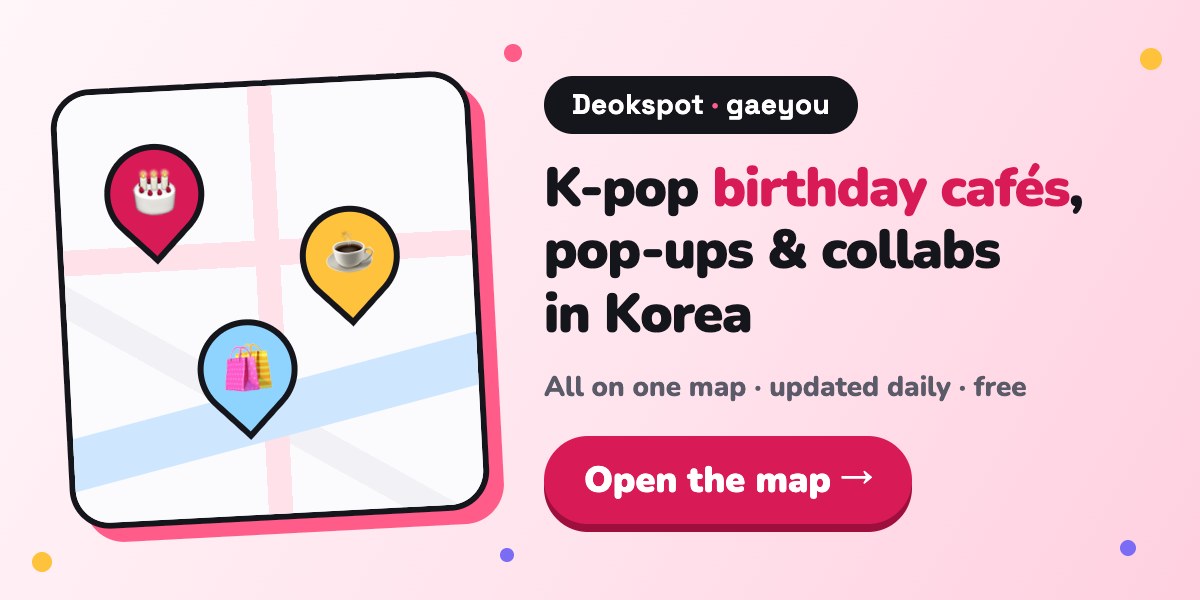 Deokspot · gaeyou
K-pop birthday cafés,
pop-ups & collabs
in Korea
All on one map · updated daily · free
Open the map →